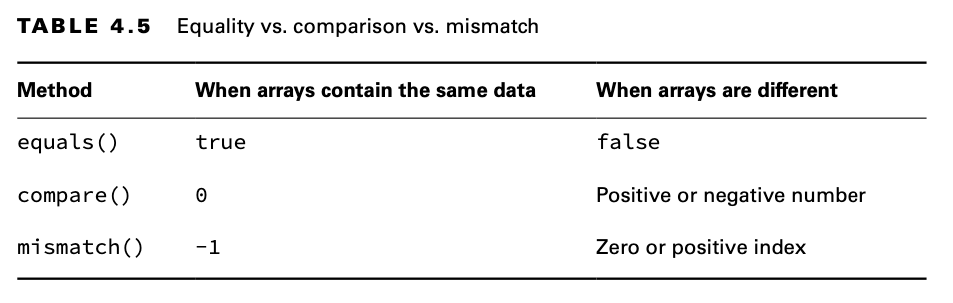 TABLE 4.5 Equality vs. comparison vs. mismatch
Method When arrays contain the same data When arrays are different
equals() true false
compare() 0 Positive or negative number
mismatch() −1 Zero or positive index